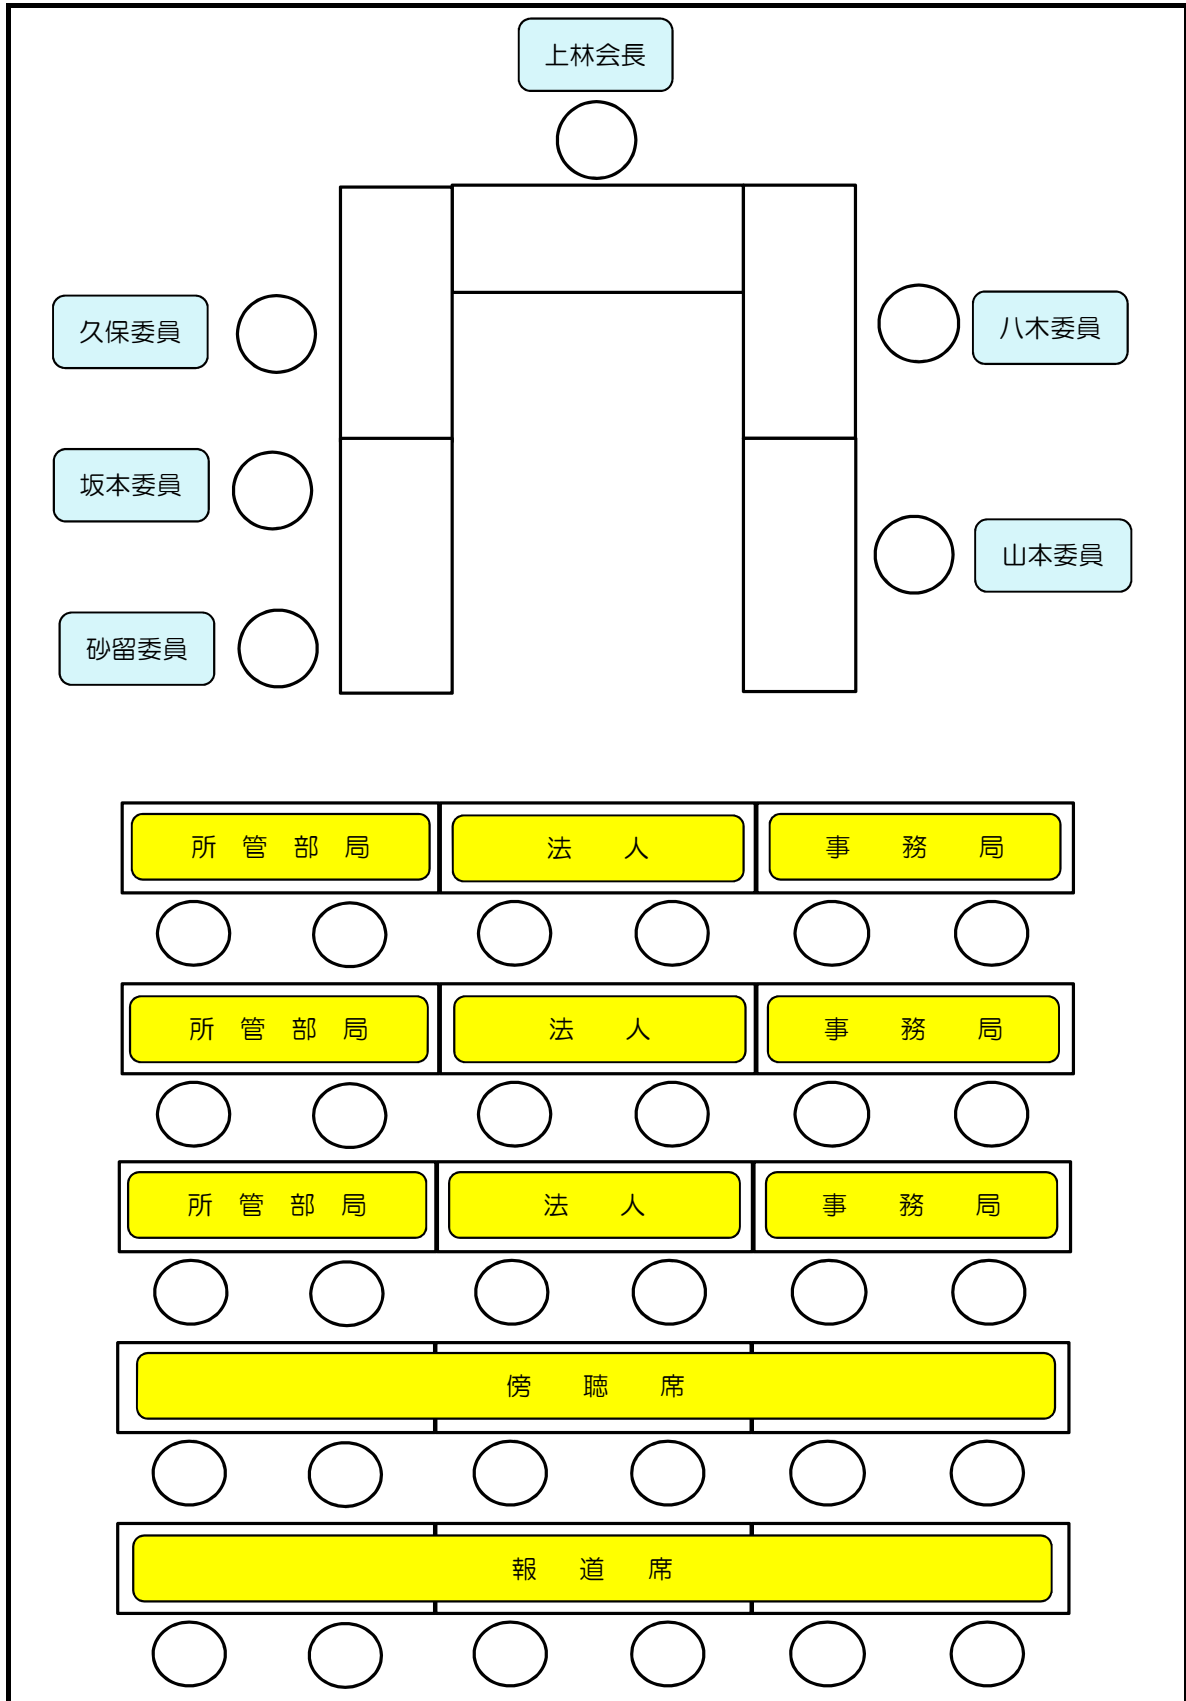 上林会長
久保委員
八木委員
坂本委員
山本委員
砂留委員
所　管　部　局
法　　人
事　　務　　局
所　管　部　局
法　　人
事　　務　　局
所　管　部　局
法　　人
事　　務　　局
傍　　聴　　席
報　　道　　席